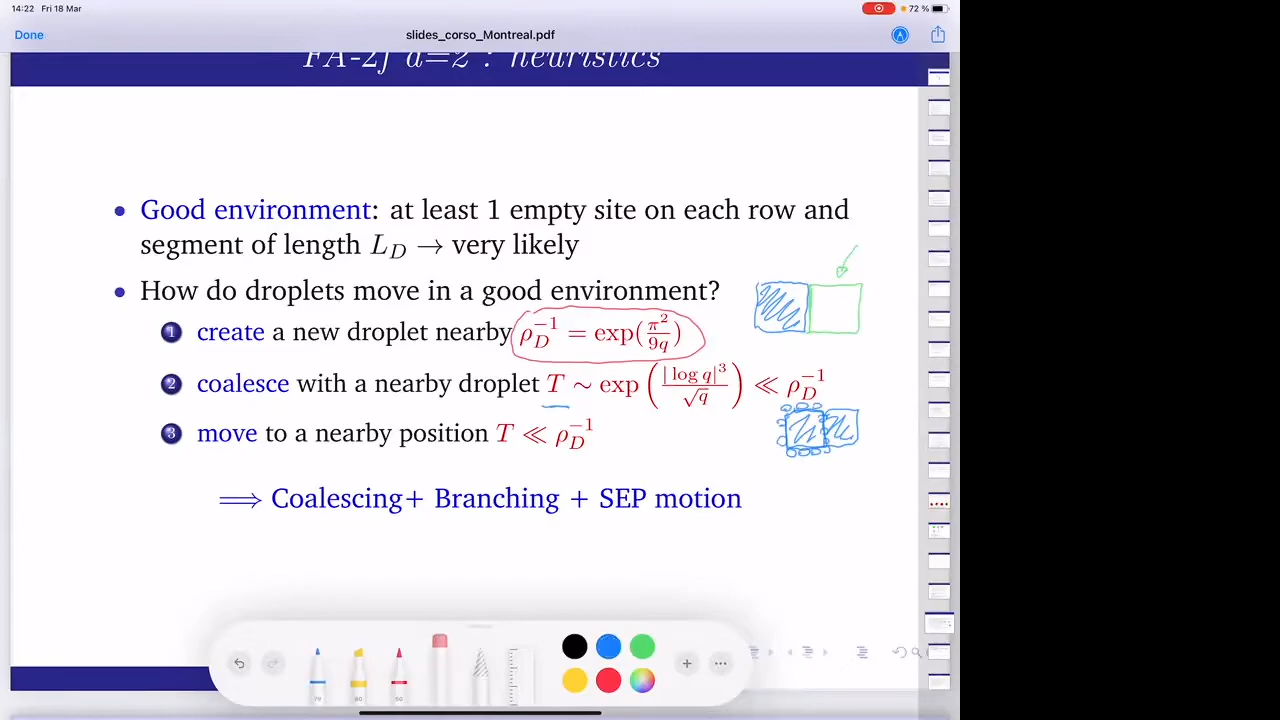 14:22 Fri 18 Mar
72 %
Done
slides_corso_Montreal.pdf
FA-2f d=2 : heuristics
• Good environment: at least 1 empty site on each row and
segment of length L_D → very likely
• How do droplets move in a good environment?
1 create a new droplet nearby ρ_D^{-1} = exp(π²/9q)
2 coalesce with a nearby droplet T ∼ exp(|log q|³/√q) ≪ ρ_D^{-1}
3 move to a nearby position T ≪ ρ_D^{-1}
⟹ Coalescing+ Branching + SEP motion
79
80
50